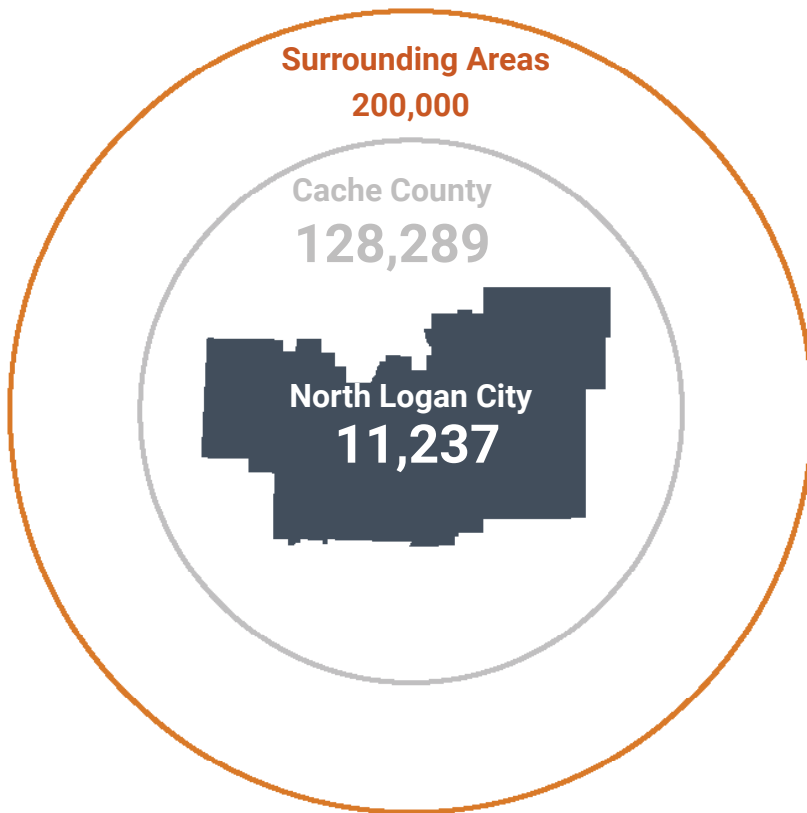 Surrounding Areas
200,000
Cache County
128,289
North Logan City
11,237